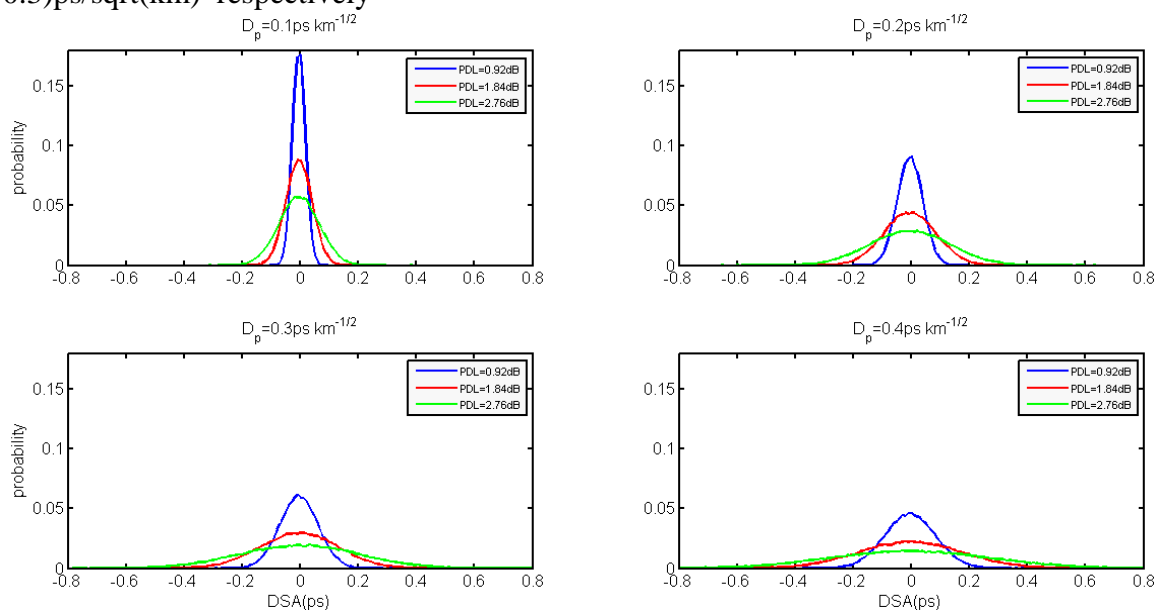 0.5)ps/sqrt(km) respectively
D_p=0.1ps km^-1/2
probability
0.15
0.1
0.05
0
-0.8 -0.6 -0.4 -0.2 0 0.2 0.4 0.6 0.8
PDL=0.92dB
PDL=1.84dB
PDL=2.76dB
D_p=0.2ps km^-1/2
0.15
0.1
0.05
0
-0.8 -0.6 -0.4 -0.2 0 0.2 0.4 0.6 0.8
PDL=0.92dB
PDL=1.84dB
PDL=2.76dB
D_p=0.3ps km^-1/2
probability
0.15
0.1
0.05
0
-0.8 -0.6 -0.4 -0.2 0 0.2 0.4 0.6 0.8
DSA(ps)
PDL=0.92dB
PDL=1.84dB
PDL=2.76dB
D_p=0.4ps km^-1/2
0.15
0.1
0.05
0
-0.8 -0.6 -0.4 -0.2 0 0.2 0.4 0.6 0.8
DSA(ps)
PDL=0.92dB
PDL=1.84dB
PDL=2.76dB